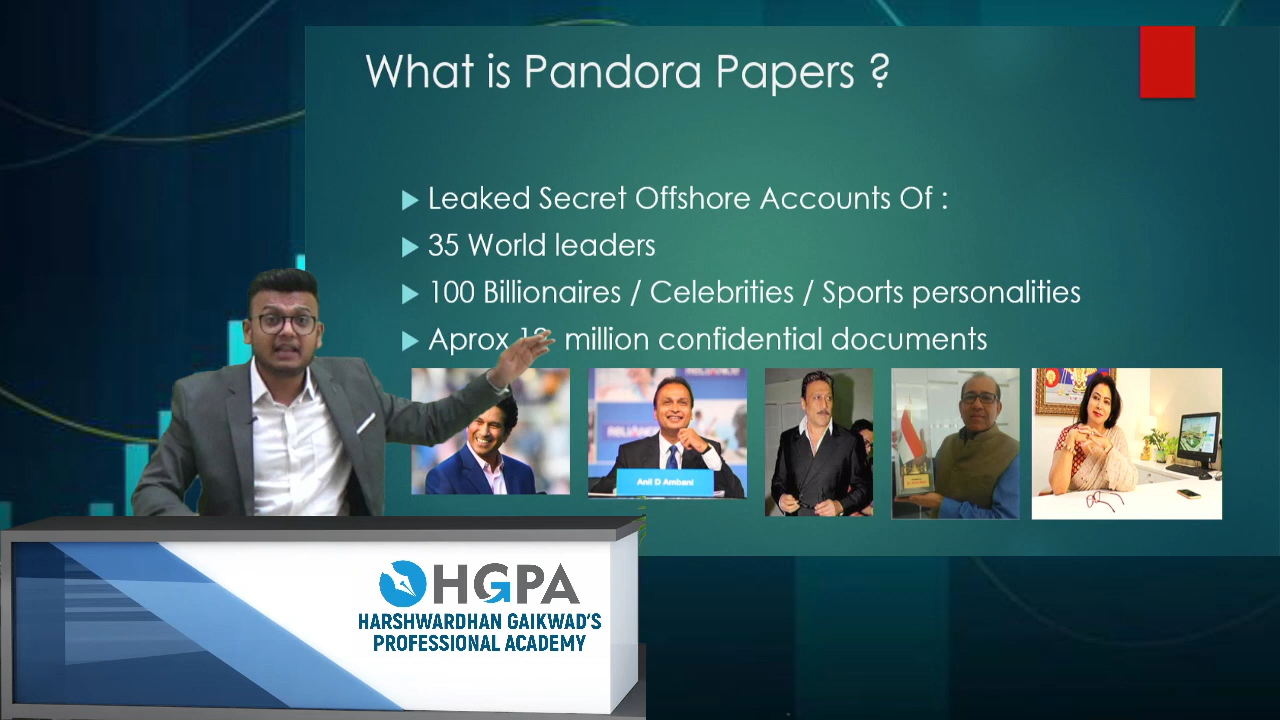 What is Pandora Papers ?
Leaked Secret Offshore Accounts Of :
35 World leaders
100 Billionaires / Celebrities / Sports personalities
Aprox million confidential documents
Anil D Ambani
HGPA
HARSHWARDHAN GAIKWAD'S
PROFESSIONAL ACADEMY